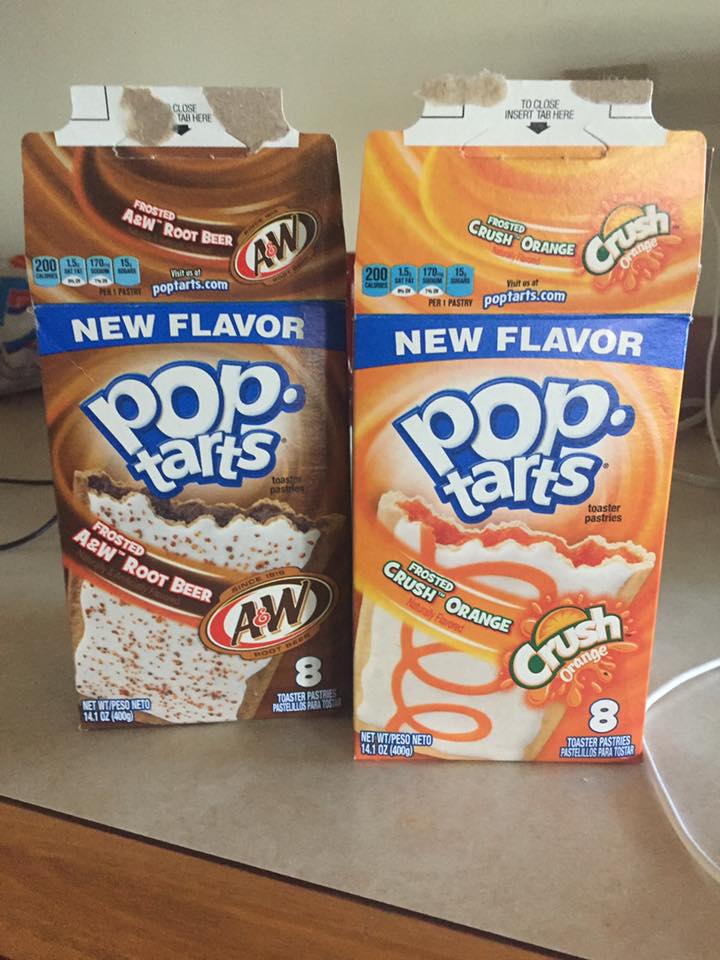 CLOSE
TAB HERE
FROSTED
A&W™ ROOT BEER
A&W
200
CALORIES
1.5g
SAT FAT
170mg
SODIUM
15g
SUGARS
PER 1 PASTRY
Visit us at
poptarts.com
NEW FLAVOR
pop.
tarts
toaster
pastries
FROSTED
A&W™ ROOT BEER
SINCE 1919
A&W
ROOT BEER
8
TOASTER PASTRIES
PASTELILLOS PARA TOSTAR
NET WT/PESO NETO
14.1 OZ (400g)
TO CLOSE
INSERT TAB HERE
FROSTED
CRUSH™ ORANGE
Crush
Orange
200
CALORIES
1.5g
SAT FAT
170mg
SODIUM
15g
SUGARS
PER 1 PASTRY
Visit us at
poptarts.com
NEW FLAVOR
pop.
tarts®
toaster
pastries
FROSTED
CRUSH™ ORANGE
Naturally Flavored
Crush
Orange
8
TOASTER PASTRIES
PASTELILLOS PARA TOSTAR
NET WT/PESO NETO
14.1 OZ (400g)